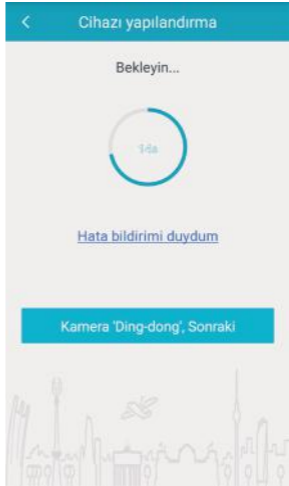 Cihazı yapılandırma
Bekleyin...
Hata bildirimi duydum
Kamera 'Ding-dong', Sonraki